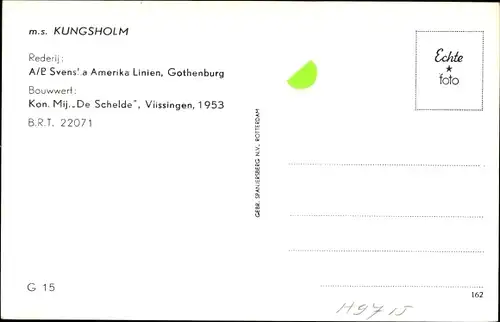 m.s. KUNGSHOLM
Rederij:
A/B Svens'.a Amerika Linien, Gothenburg
Bouwwerf:
Kon. Mij. „De Schelde", Vlissingen, 1953
B.R.T. 22071
Echte
*
foto
GEBR. SPANJERSBERG N.V. ROTTERDAM
G 15
162